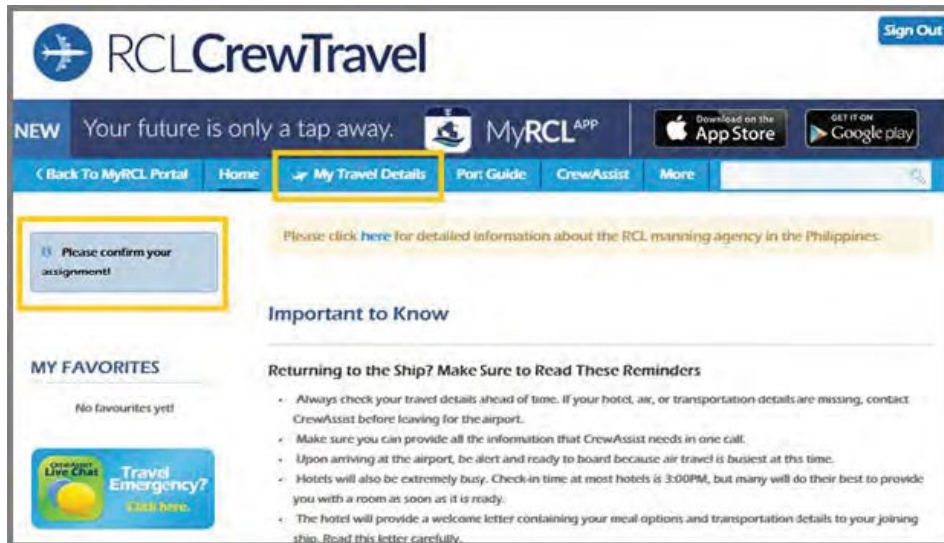 RCLCrewTravel
Sign Out
NEW Your future is only a tap away. MyRCL APP Download on the App Store GET IT ON Google play
< Back To MyRCL Portal Home My Travel Details Port Guide CrewAssist More
Please confirm your
assignment!
Please click here for detailed information about the RCL manning agency in the Philippines.
Important to Know
MY FAVORITES
No favourites yet!
CrewAssist
Live Chat
Travel
Emergency?
Click here.
Returning to the Ship? Make Sure to Read These Reminders
• Always check your travel details ahead of time. If your hotel, air, or transportation details are missing, contact
CrewAssist before leaving for the airport.
• Make sure you can provide all the information that CrewAssist needs in one call.
• Upon arriving at the airport, be alert and ready to board because air travel is busiest at this time.
• Hotels will also be extremely busy. Check-in time at most hotels is 3:00PM, but many will do their best to provide
you with a room as soon as it is ready.
• The hotel will provide a welcome letter containing your meal options and transportation details to your joining
ship. Read this letter carefully.